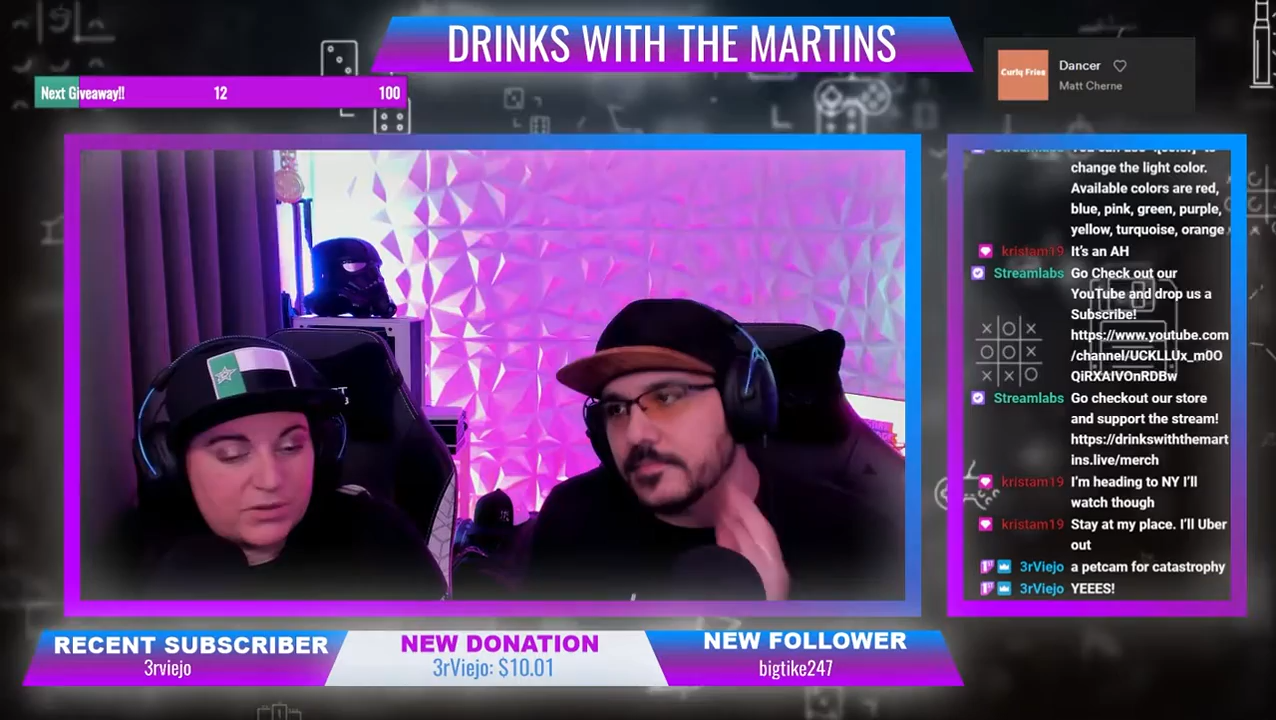 DRINKS WITH THE MARTINS
Next Giveaway!!
12
100
Curly Fries
Dancer
Matt Cherne
change the light color.
Available colors are red,
blue, pink, green, purple,
yellow, turquoise, orange
kristam19 It's an AH
Streamlabs Go Check out our
YouTube and drop us a
Subscribe!
https://www.youtube.com
/channel/UCKLLUx_m0O
QiRXAIVOnRDBw
Streamlabs Go checkout our store
and support the stream!
https://drinkswiththemart
ins.live/merch
kristam19 I'm heading to NY I'll
watch though
kristam19 Stay at my place. I'll Uber
out
3rViejo a petcam for catastrophy
3rViejo YEEES!
RECENT SUBSCRIBER
3rviejo
NEW DONATION
3rViejo: $10.01
NEW FOLLOWER
bigtike247